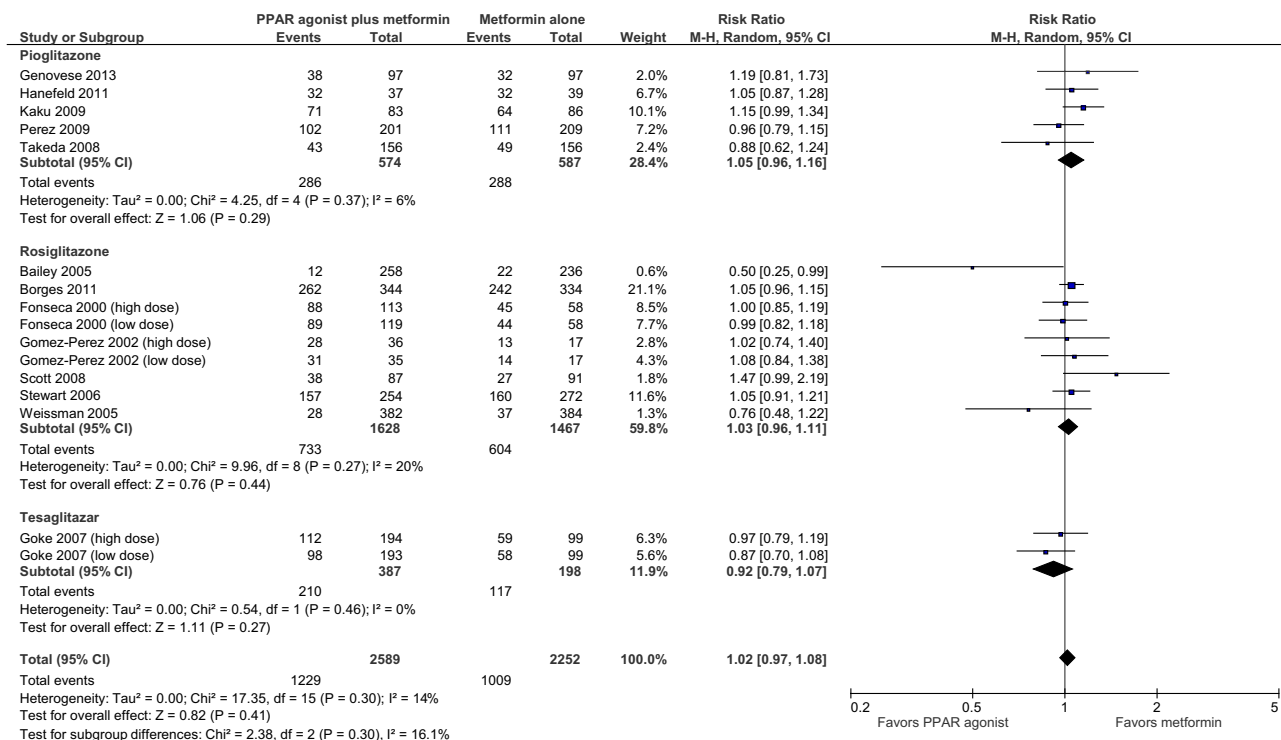 PPAR agonist plus metformin Metformin alone Risk Ratio Risk Ratio
Study or Subgroup Events Total Events Total Weight M-H, Random, 95% CI M-H, Random, 95% CI
Pioglitazone
Genovese 2013 38 97 32 97 2.0% 1.19 [0.81, 1.73]
Hanefeld 2011 32 37 32 39 6.7% 1.05 [0.87, 1.28]
Kaku 2009 71 83 64 86 10.1% 1.15 [0.99, 1.34]
Perez 2009 102 201 111 209 7.2% 0.96 [0.79, 1.15]
Takeda 2008 43 156 49 156 2.4% 0.88 [0.62, 1.24]
Subtotal (95% CI) 574 587 28.4% 1.05 [0.96, 1.16]
Total events 286 288
Heterogeneity: Tau² = 0.00; Chi² = 4.25, df = 4 (P = 0.37); I² = 6%
Test for overall effect: Z = 1.06 (P = 0.29)
Rosiglitazone
Bailey 2005 12 258 22 236 0.6% 0.50 [0.25, 0.99]
Borges 2011 262 344 242 334 21.1% 1.05 [0.96, 1.15]
Fonseca 2000 (high dose) 88 113 45 58 8.5% 1.00 [0.85, 1.19]
Fonseca 2000 (low dose) 89 119 44 58 7.7% 0.99 [0.82, 1.18]
Gomez-Perez 2002 (high dose) 28 36 13 17 2.8% 1.02 [0.74, 1.40]
Gomez-Perez 2002 (low dose) 31 35 14 17 4.3% 1.08 [0.84, 1.38]
Scott 2008 38 87 27 91 1.8% 1.47 [0.99, 2.19]
Stewart 2006 157 254 160 272 11.6% 1.05 [0.91, 1.21]
Weissman 2005 28 382 37 384 1.3% 0.76 [0.48, 1.22]
Subtotal (95% CI) 1628 1467 59.8% 1.03 [0.96, 1.11]
Total events 733 604
Heterogeneity: Tau² = 0.00; Chi² = 9.96, df = 8 (P = 0.27); I² = 20%
Test for overall effect: Z = 0.76 (P = 0.44)
Tesaglitazar
Goke 2007 (high dose) 112 194 59 99 6.3% 0.97 [0.79, 1.19]
Goke 2007 (low dose) 98 193 58 99 5.6% 0.87 [0.70, 1.08]
Subtotal (95% CI) 387 198 11.9% 0.92 [0.79, 1.07]
Total events 210 117
Heterogeneity: Tau² = 0.00; Chi² = 0.54, df = 1 (P = 0.46); I² = 0%
Test for overall effect: Z = 1.11 (P = 0.27)
Total (95% CI) 2589 2252 100.0% 1.02 [0.97, 1.08]
Total events 1229 1009
Heterogeneity: Tau² = 0.00; Chi² = 17.35, df = 15 (P = 0.30); I² = 14%
Test for overall effect: Z = 0.82 (P = 0.41)
Test for subgroup differences: Chi² = 2.38, df = 2 (P = 0.30), I² = 16.1%
0.2 0.5 1 2 5
Favors PPAR agonist Favors metformin